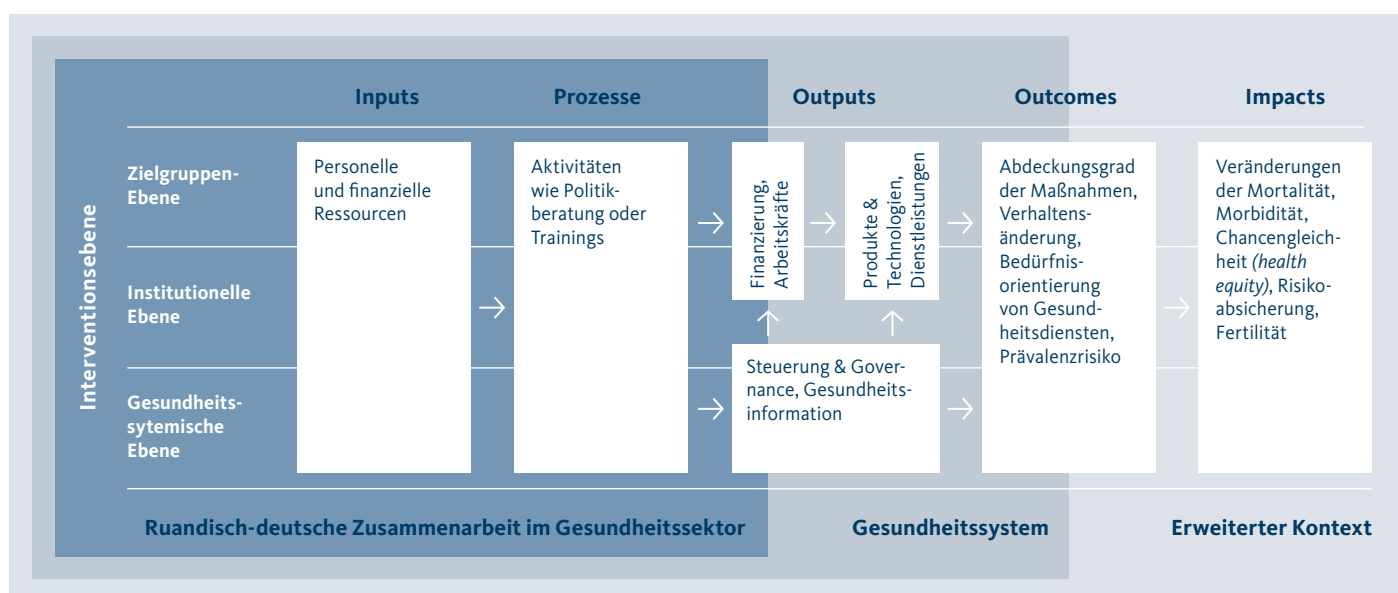 Inputs
Prozesse
Outputs
Outcomes
Impacts
Interventionsebene
Zielgruppen-
Ebene
Institutionelle
Ebene
Gesundheits-
sytemische
Ebene
Personelle
und finanzielle
Ressourcen
Aktivitäten
wie Politik-
beratung oder
Trainings
Finanzierung,
Arbeitskräfte
Produkte &
Technologien,
Dienstleistungen
Steuerung & Gover-
nance, Gesundheits-
information
Abdeckungsgrad
der Maßnahmen,
Verhaltens-
änderung,
Bedürfnis-
orientierung
von Gesund-
heitsdiensten,
Prävalenzrisiko
Veränderungen
der Mortalität,
Morbidität,
Chancengleich-
heit (health
equity), Risiko-
absicherung,
Fertilität
Ruandisch-deutsche Zusammenarbeit im Gesundheitssektor
Gesundheitssystem
Erweiterter Kontext